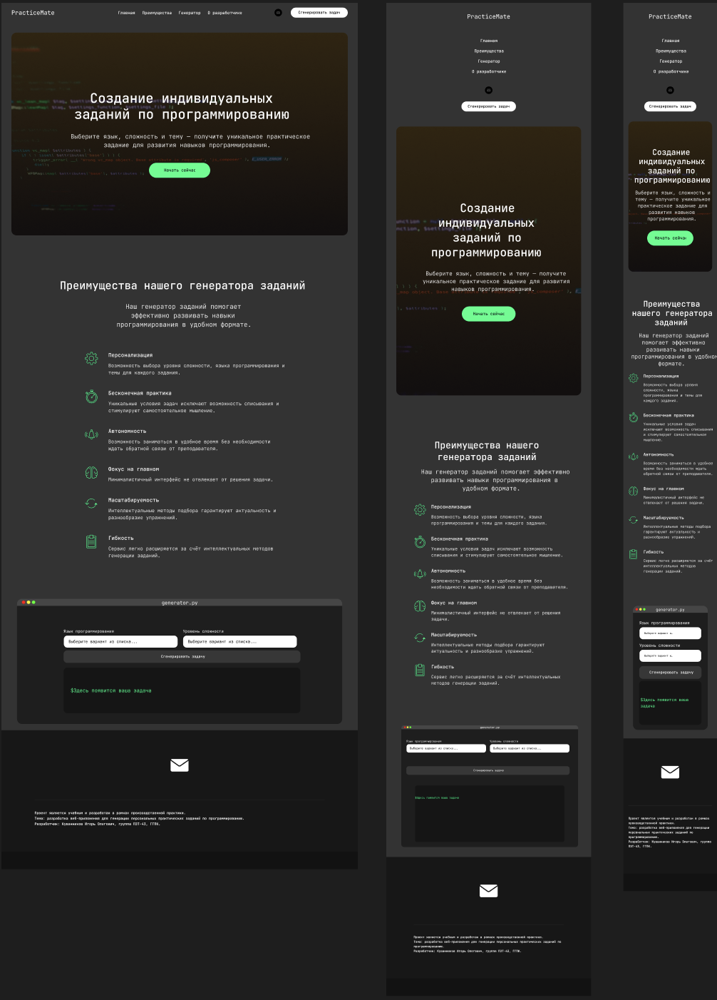 PracticeMate
Главная Преимущества Генератор О разработчике
Сгенерировать задач
Создание индивидуальных
заданий по программированию
Выберите язык, сложность и тему — получите уникальное практическое
задание для развития навыков программирования.
Начать сейчас
Преимущества нашего генератора заданий
Наш генератор заданий помогает
эффективно развивать навыки
программирования в удобном формате.
Персонализация
Возможность выбора уровня сложности, языка программирования и
темы для каждого задания.
Бесконечная практика
Уникальные условия задач исключают возможность списывания и
стимулируют самостоятельное мышление.
Автономность
Возможность заниматься в удобное время без необходимости
ждать обратной связи от преподавателя.
Фокус на главном
Минималистичный интерфейс не отвлекает от решения задачи.
Масштабируемость
Интеллектуальные методы подбора гарантируют актуальность и
разнообразие упражнений.
Гибкость
Сервис легко расширяется за счёт интеллектуальных методов
генерации заданий.
generator.py
Язык программирования Уровень сложности
Выберите вариант из списка... Выберите вариант из списка...
Сгенерировать задачу
$Здесь появится ваша задача
Проект является учебным и разработан в рамках производственной практики.
Тема: разработка веб-приложения для генерации персональных практических заданий по программированию.
Разработчик: Куванников Игорь Олегович, группа ПЗТ-43, ГГПК.
PracticeMate
Главная
Преимущества
Генератор
О разработчике
Сгенерировать задач
Создание
индивидуальных
заданий по
программированию
Выберите язык, сложность и тему — получите
уникальное практическое задание для развития
навыков программирования.
Начать сейчас
Преимущества нашего
генератора заданий
Наш генератор заданий помогает эффективно
развивать навыки программирования в
удобном формате.
Персонализация
Возможность выбора уровня сложности, языка
программирования и темы для каждого задания.
Бесконечная практика
Уникальные условия задач исключают возможность
списывания и стимулируют самостоятельное мышление.
Автономность
Возможность заниматься в удобное время без
необходимости ждать обратной связи от преподавателя.
Фокус на главном
Минималистичный интерфейс не отвлекает от решения
задачи.
Масштабируемость
Интеллектуальные методы подбора гарантируют
актуальность и разнообразие упражнений.
Гибкость
Сервис легко расширяется за счёт интеллектуальных
методов генерации заданий.
generator.py
Язык программирования Уровень сложности
Выберите вариант из списка... Выберите вариант из списка...
Сгенерировать задачу
$Здесь появится ваша задача
Проект является учебным и разработан в рамках производственной практики.
Тема: разработка веб-приложения для генерации персональных практических заданий по
программированию.
Разработчик: Куванников Игорь Олегович, группа ПЗТ-43, ГГПК.
PracticeMate
Главная
Преимущества
Генератор
О разработчике
Сгенерировать задач
Создание
индивидуальных
заданий по
программированию
Выберите язык, сложность и
тему — получите уникальное
практическое задание для
развития навыков
программирования.
Начать сейчас
Преимущества
нашего генератора
заданий
Наш генератор заданий
помогает эффективно
развивать навыки
программирования в удобном
формате.
Персонализация
Возможность выбора уровня
сложности, языка
программирования и темы для
каждого задания.
Бесконечная практика
Уникальные условия задач
исключают возможность списывания
и стимулируют самостоятельное
мышление.
Автономность
Возможность заниматься в удобное
время без необходимости ждать
обратной связи от преподавателя.
Фокус на главном
Минималистичный интерфейс не
отвлекает от решения задачи.
Масштабируемость
Интеллектуальные методы подбора
гарантируют актуальность и
разнообразие упражнений.
Гибкость
Сервис легко расширяется за счёт
интеллектуальных методов
генерации заданий.
generator.py
Язык программирования
Выберите вариант и…
Уровень сложности
Выберите вариант и…
Сгенерировать задачу
$Здесь появится ваша
задача
Проект является учебным и разработан в рамках
производственной практики.
Тема: разработка веб-приложения для генерации
персональных практических заданий по
программированию.
Разработчик: Куванников Игорь Олегович, группа
ПЗТ-43, ГГПК.